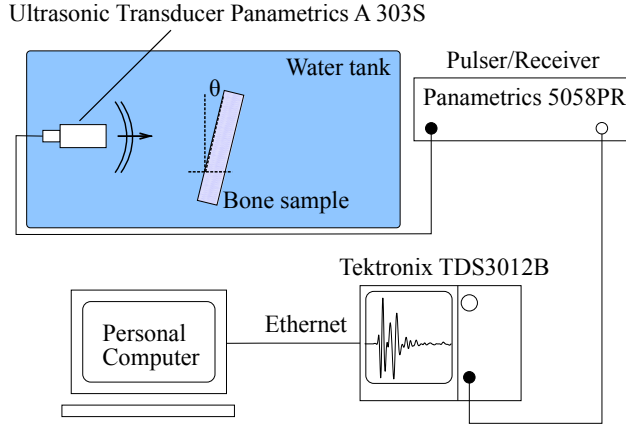 Ultrasonic Transducer Panametrics A 303S
Water tank
θ
Bone sample
Pulser/Receiver
Panametrics 5058PR
Tektronix TDS3012B
Ethernet
Personal
Computer